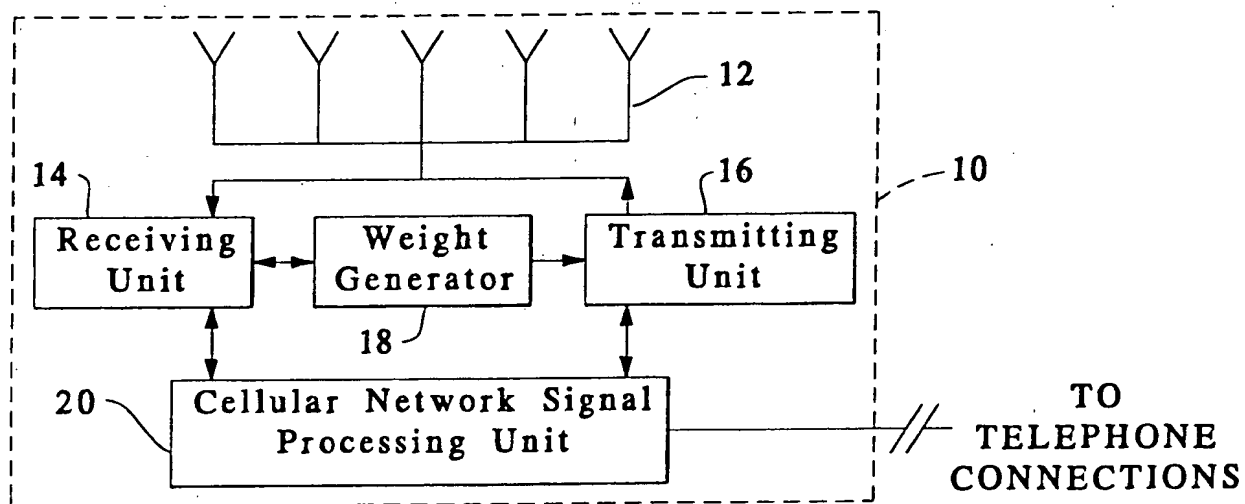 12
14
16
10
Receiving
Unit
Weight
Generator
Transmitting
Unit
18
20
Cellular Network Signal
Processing Unit
TO
TELEPHONE
CONNECTIONS